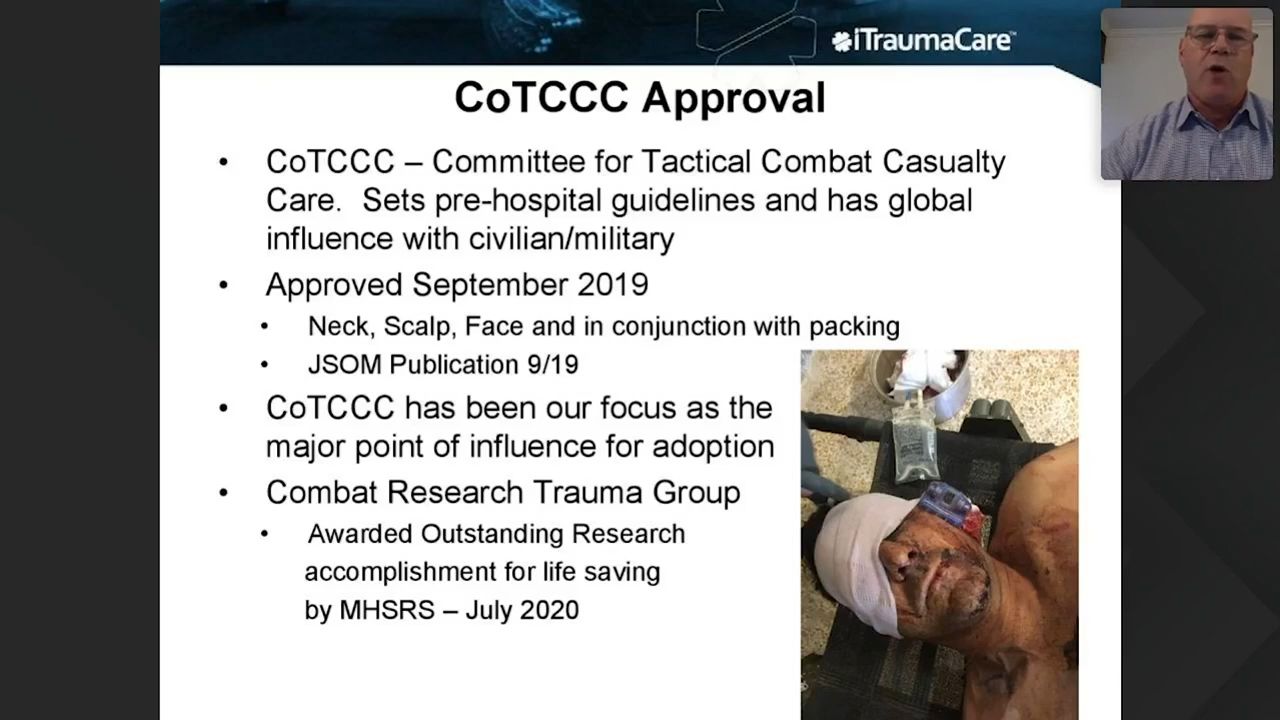 iTraumaCare™
CoTCCC Approval
• CoTCCC – Committee for Tactical Combat Casualty
Care. Sets pre-hospital guidelines and has global
influence with civilian/military
• Approved September 2019
• Neck, Scalp, Face and in conjunction with packing
• JSOM Publication 9/19
• CoTCCC has been our focus as the
major point of influence for adoption
• Combat Research Trauma Group
• Awarded Outstanding Research
accomplishment for life saving
by MHSRS – July 2020